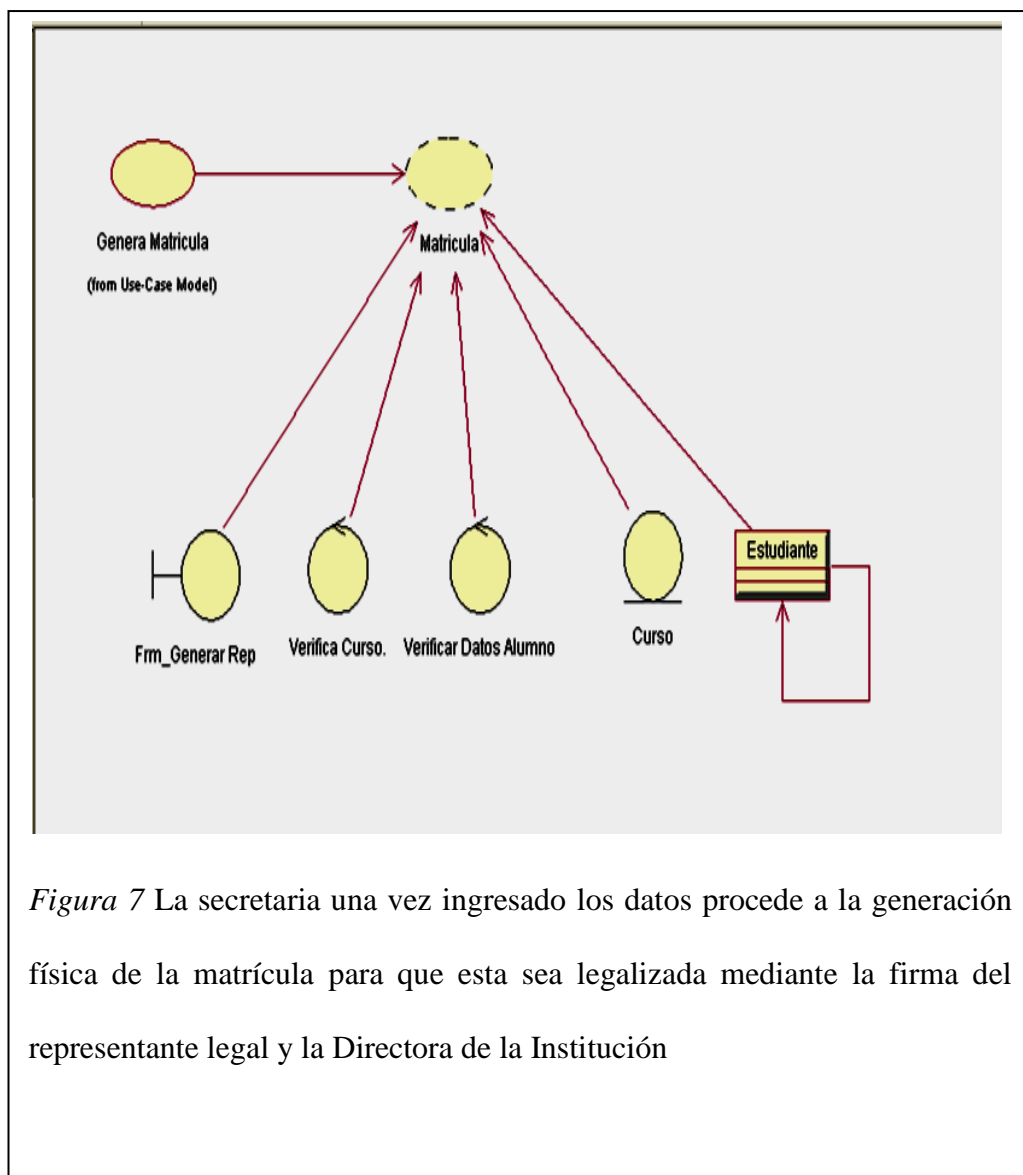 Genera Matricula
(from Use-Case Model)
Matricula
Frm_Generar Rep
Verifica Curso.
Verificar Datos Alumno
Curso
Estudiante
Figura 7 La secretaria una vez ingresado los datos procede a la generación
física de la matrícula para que esta sea legalizada mediante la firma del
representante legal y la Directora de la Institución